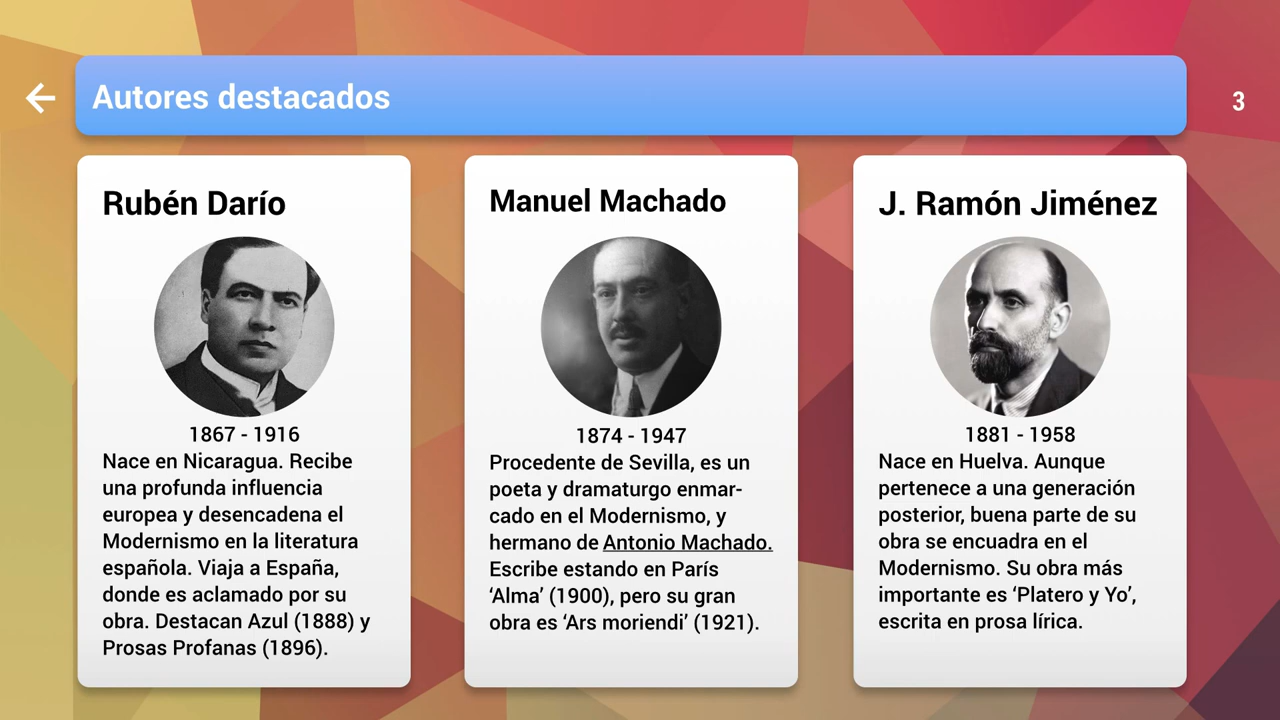 Autores destacados
3
Rubén Darío
1867 - 1916
Nace en Nicaragua. Recibe
una profunda influencia
europea y desencadena el
Modernismo en la literatura
española. Viaja a España,
donde es aclamado por su
obra. Destacan Azul (1888) y
Prosas Profanas (1896).
Manuel Machado
1874 - 1947
Procedente de Sevilla, es un
poeta y dramaturgo enmar-
cado en el Modernismo, y
hermano de Antonio Machado.
Escribe estando en París
‘Alma’ (1900), pero su gran
obra es ‘Ars moriendi’ (1921).
J. Ramón Jiménez
1881 - 1958
Nace en Huelva. Aunque
pertenece a una generación
posterior, buena parte de su
obra se encuadra en el
Modernismo. Su obra más
importante es ‘Platero y Yo’,
escrita en prosa lírica.